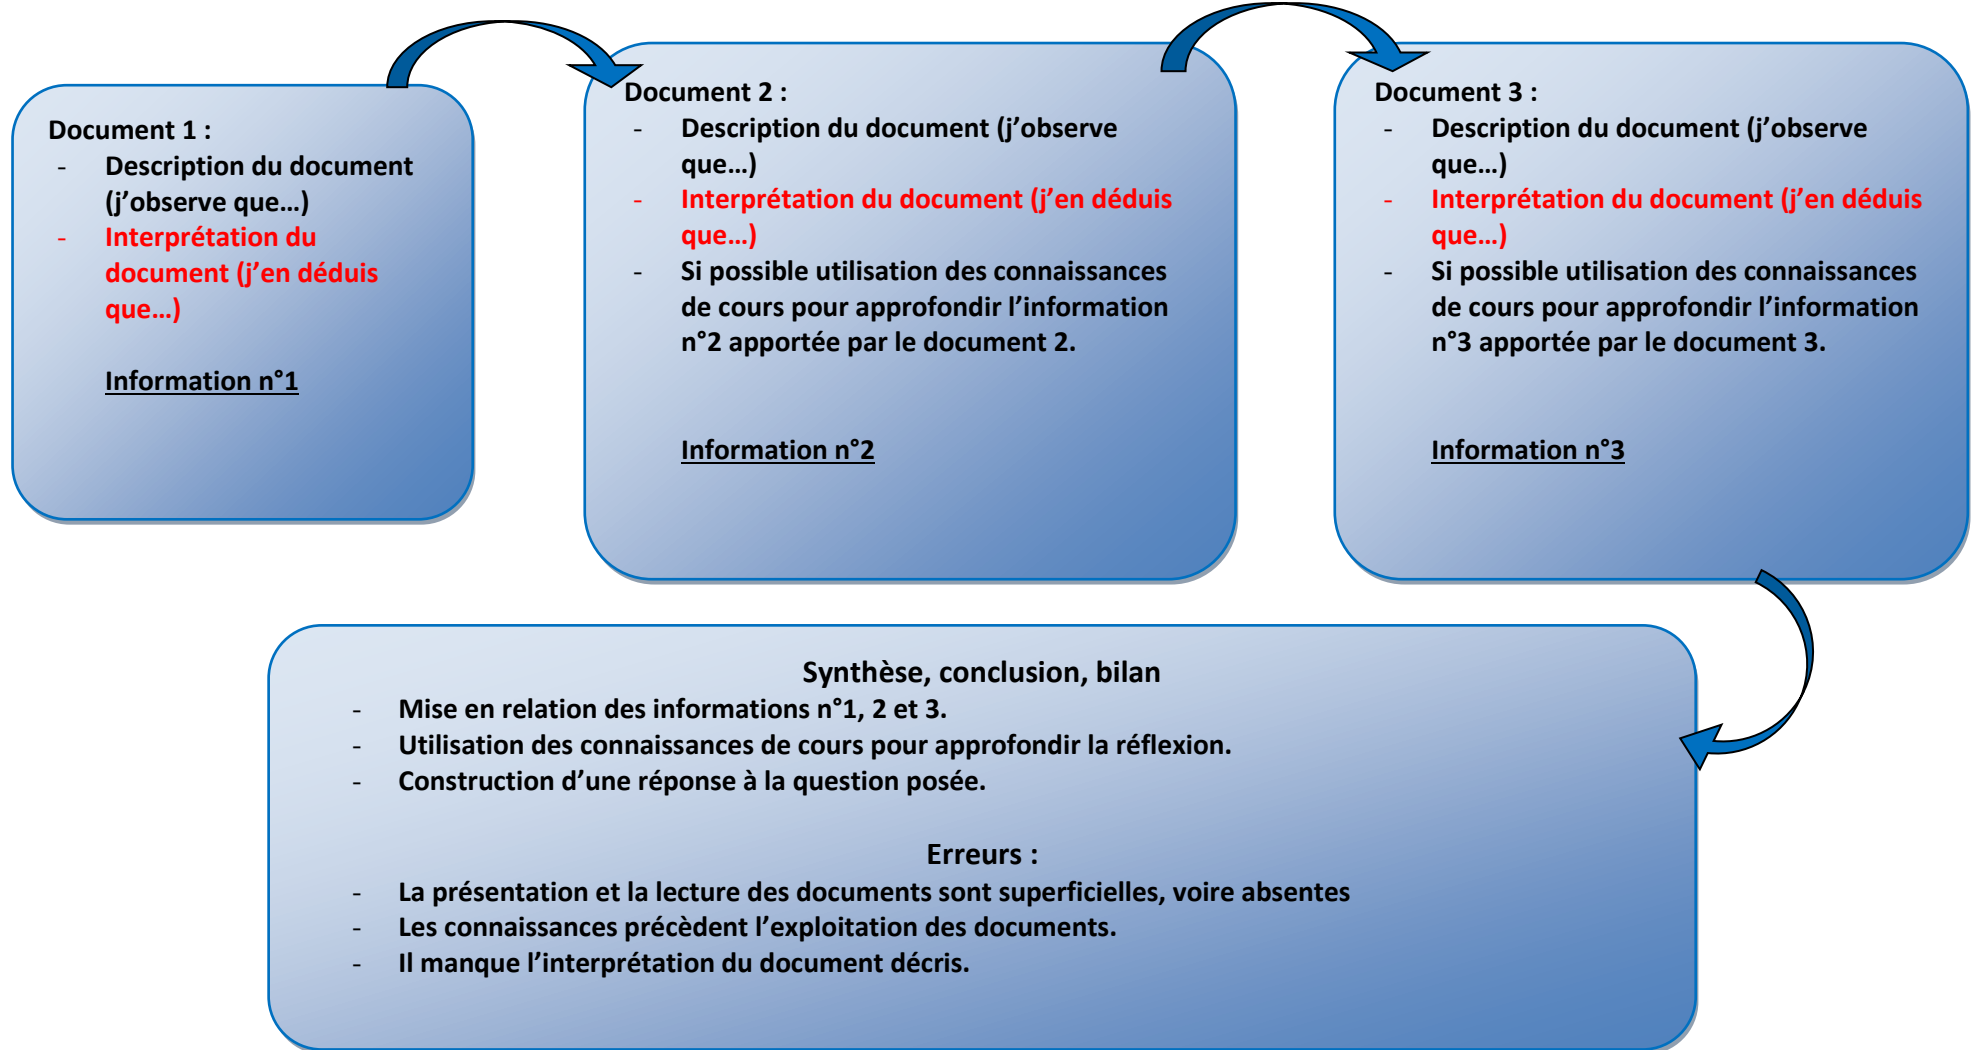 Document 1 :
- Description du document
(j’observe que…)
- Interprétation du
document (j’en déduis
que…)
Information n°1
Document 2 :
- Description du document (j’observe
que…)
- Interprétation du document (j’en déduis
que…)
- Si possible utilisation des connaissances
de cours pour approfondir l’information
n°2 apportée par le document 2.
Information n°2
Document 3 :
- Description du document (j’observe
que…)
- Interprétation du document (j’en déduis
que…)
- Si possible utilisation des connaissances
de cours pour approfondir l’information
n°3 apportée par le document 3.
Information n°3
Synthèse, conclusion, bilan
- Mise en relation des informations n°1, 2 et 3.
- Utilisation des connaissances de cours pour approfondir la réflexion.
- Construction d’une réponse à la question posée.
Erreurs :
- La présentation et la lecture des documents sont superficielles, voire absentes
- Les connaissances précèdent l’exploitation des documents.
- Il manque l’interprétation du document décris.